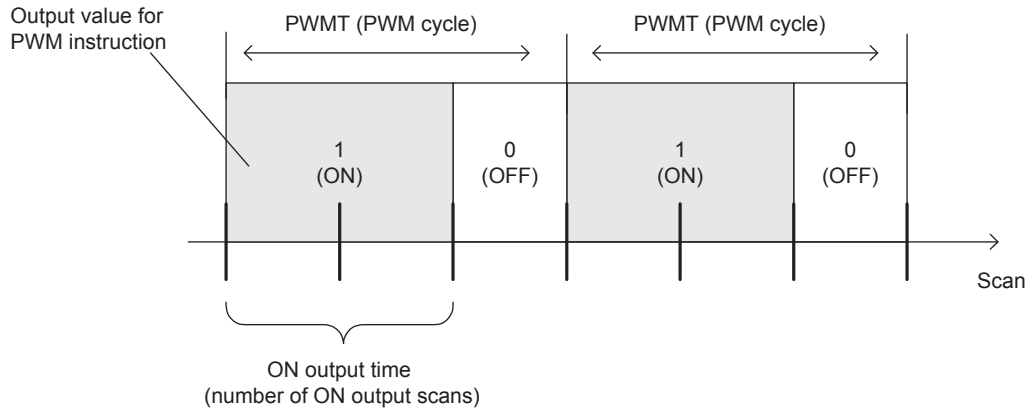 Output value for
PWM instruction
PWMT (PWM cycle)
PWMT (PWM cycle)
1
(ON)
0
(OFF)
1
(ON)
0
(OFF)
Scan
ON output time
(number of ON output scans)